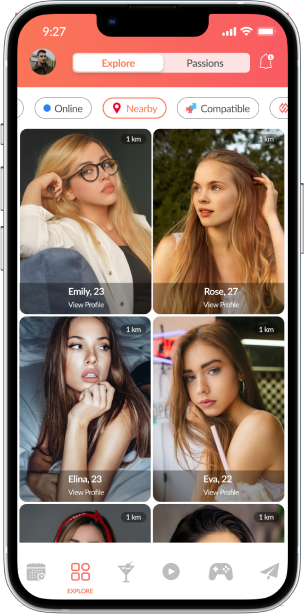 9:27
Explore
Passions
Online
Nearby
Compatible
1 km
1 km
Emily, 23
View Profile
Rose, 27
View Profile
1 km
1 km
Elina, 23
View Profile
Eva, 22
View Profile
1 km
1 km
EXPLORE